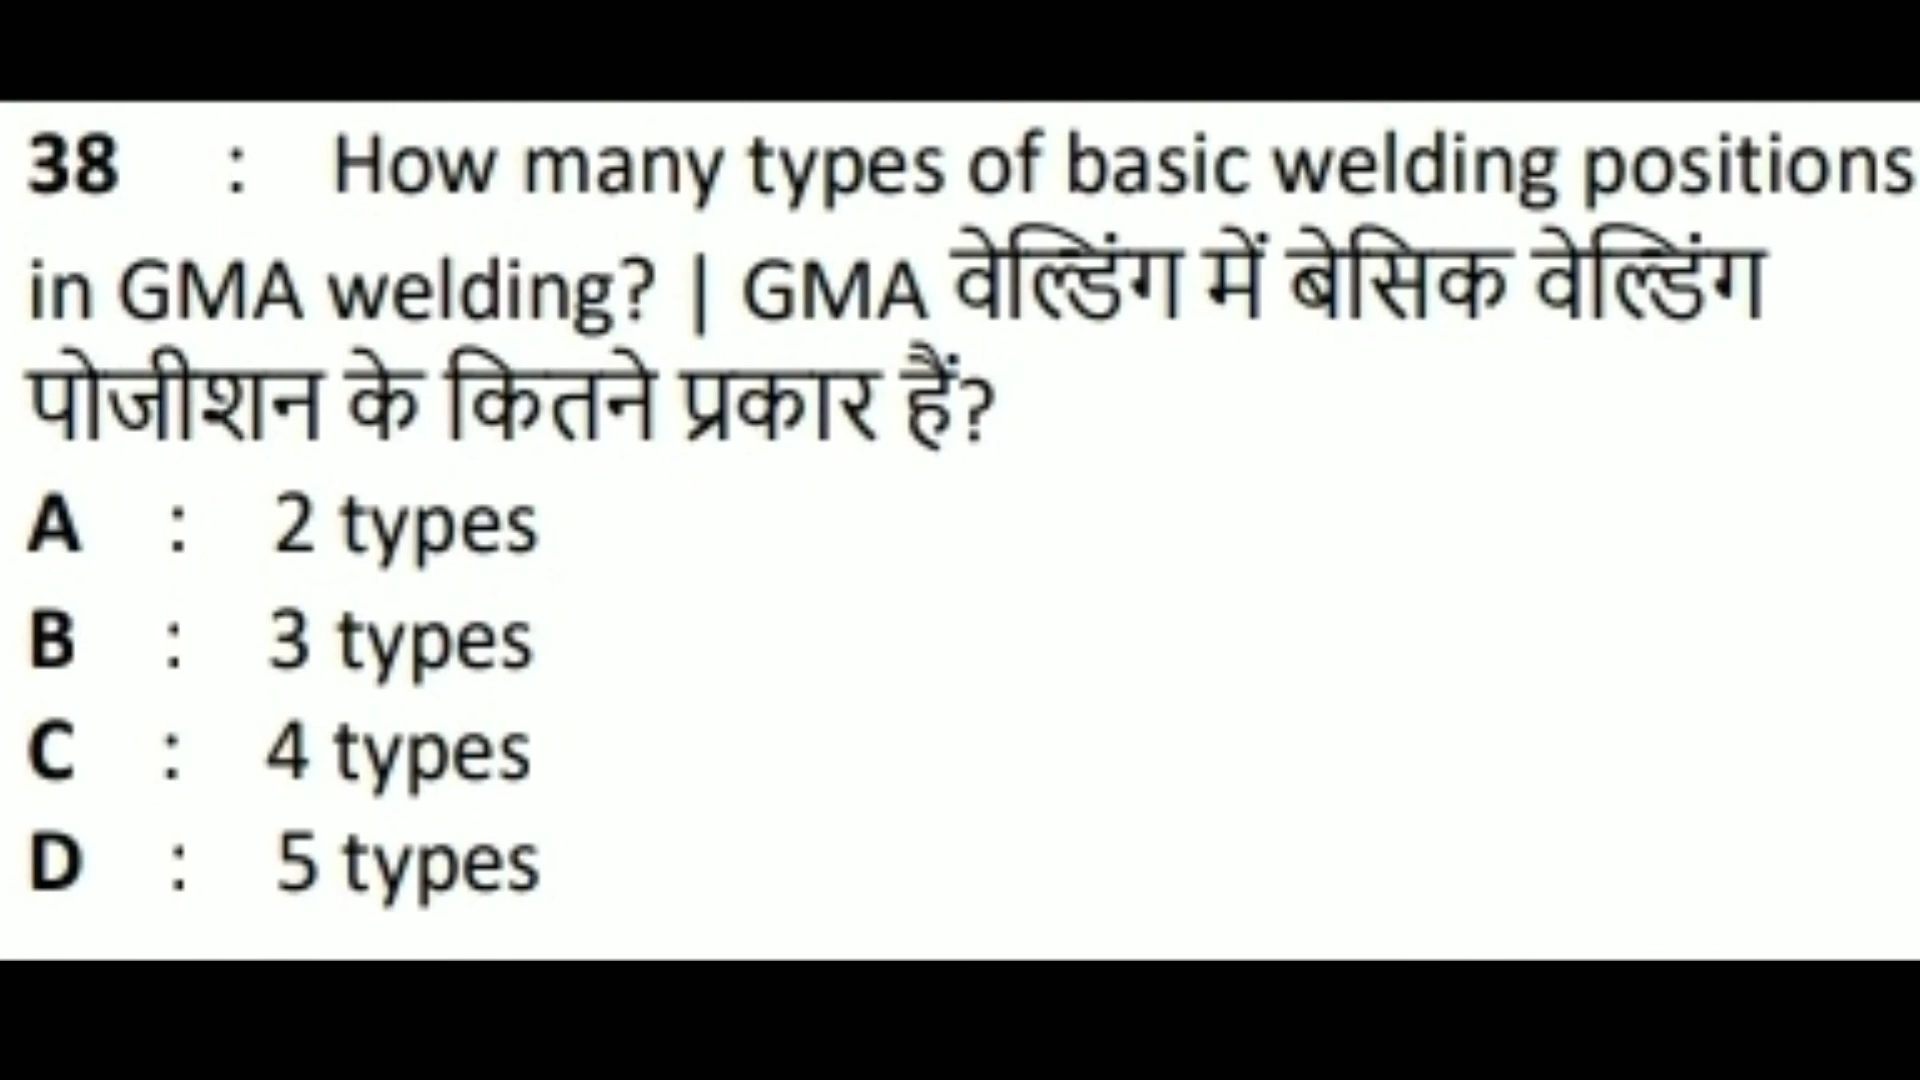 38 : How many types of basic welding positions
in GMA welding? | GMA वेल्डिंग में बेसिक वेल्डिंग
पोजीशन के कितने प्रकार हैं?
A : 2 types
B : 3 types
C : 4 types
D : 5 types